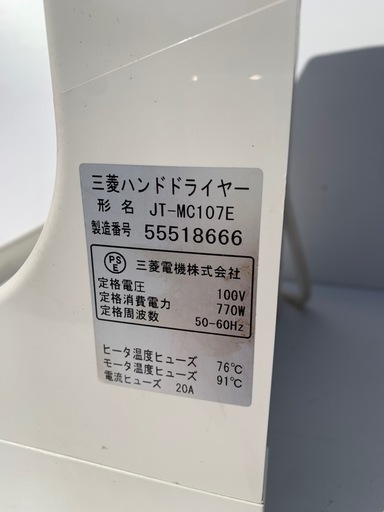 三菱ハンドドライヤー
形 名 JT-MC107E
製造番号 55518666
PSE 三菱電機株式会社
定格電圧 100V
定格消費電力 770W
定格周波数 50-60Hz
ヒータ温度ヒューズ 76℃
モータ温度ヒューズ 91℃
電流ヒューズ 20A